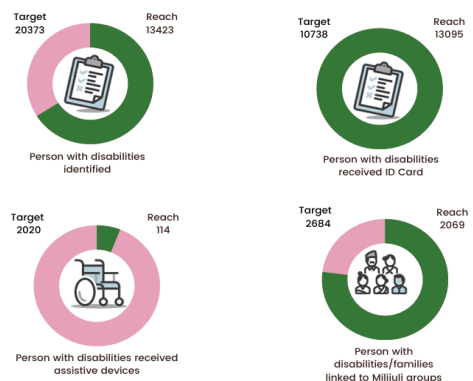 Target Reach
20373 13423
Person with disabilities
identified
Target Reach
10738 13095
Person with disabilities
received ID Card
Target Reach
2020 114
Person with disabilities received
assistive devices
Target Reach
2684 2069
Person with
disabilities/families
linked to Milijuli groups